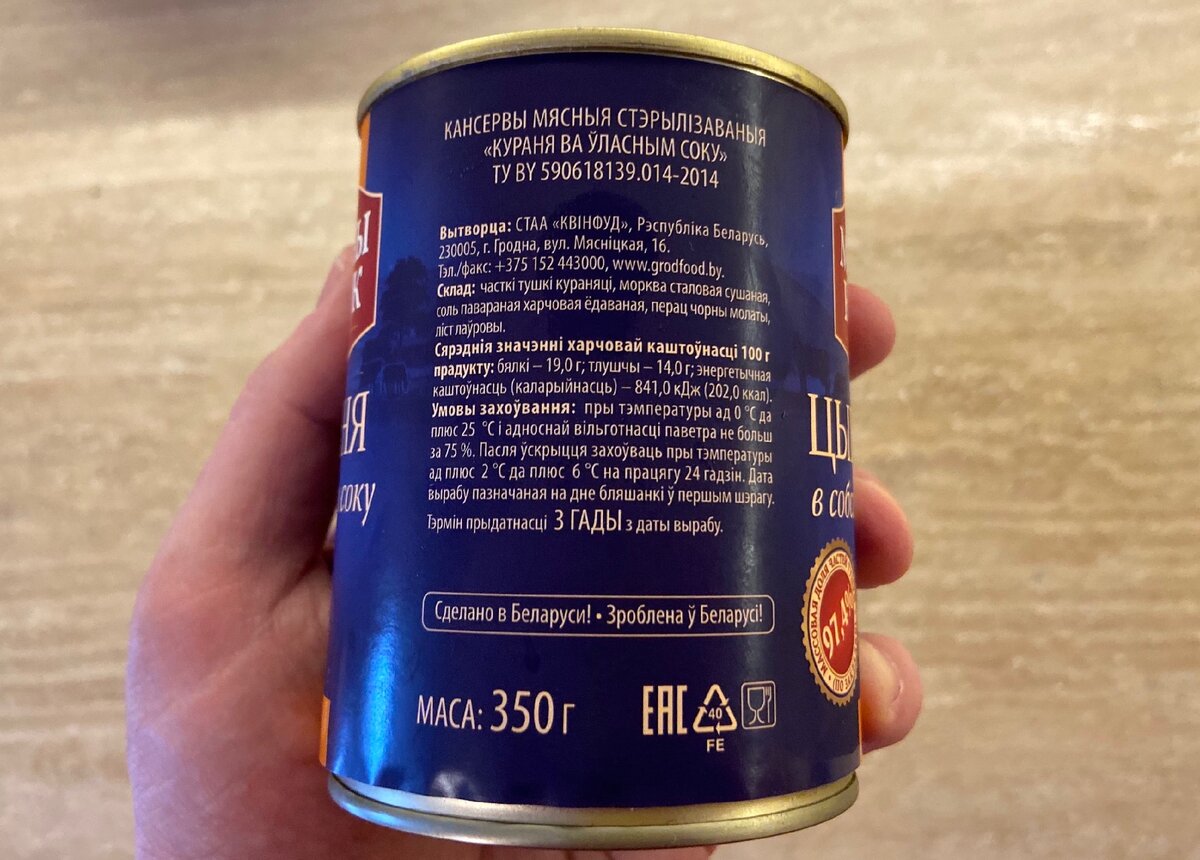 КАНСЕРВЫ МЯСНЫЯ СТЭРЫЛІЗАВАНЫЯ
«КУРАНЯ ВА ЎЛАСНЫМ СОКУ»
ТУ BY 590618139.014-2014
Вытворца: СТАА «КВІНФУД», Рэспубліка Беларусь,
230005, г. Гродна, вул. Мясніцкая, 16.
Тэл./факс: +375 152 443000, www.grodfood.by.
Склад: часткі тушкі кураняці, морква сталовая сушаная,
соль павараная харчовая ёдаваная, перац чорны молаты,
ліст лаўровы.
Сярэднія значэнні харчовай каштоўнасці 100 г
прадукту: бялкі – 19,0 г; тлушчы – 14,0 г; энергетычная
каштоўнасць (каларыйнасць) – 841,0 кДж (202,0 ккал).
Умовы захоўвання: пры тэмпературы ад 0 °С да
плюс 25 °С і адноснай вільготнасці паветра не больш
за 75 %. Пасля ўскрыцця захоўваць пры тэмпературы
ад плюс 2 °С да плюс 6 °С на працягу 24 гадзін. Дата
вырабу пазначаная на дне бляшанкі ў першым шэрагу.
Тэрмін прыдатнасці 3 ГАДЫ з даты вырабу.
Сделано в Беларуси! • Зроблена ў Беларусі!
МАСА: 350 г
EAC
40
FE
соку
ЦЫ
в соб
97,4%
МАССОВАЯ ДОЛЯ ЧАСТЕЙ